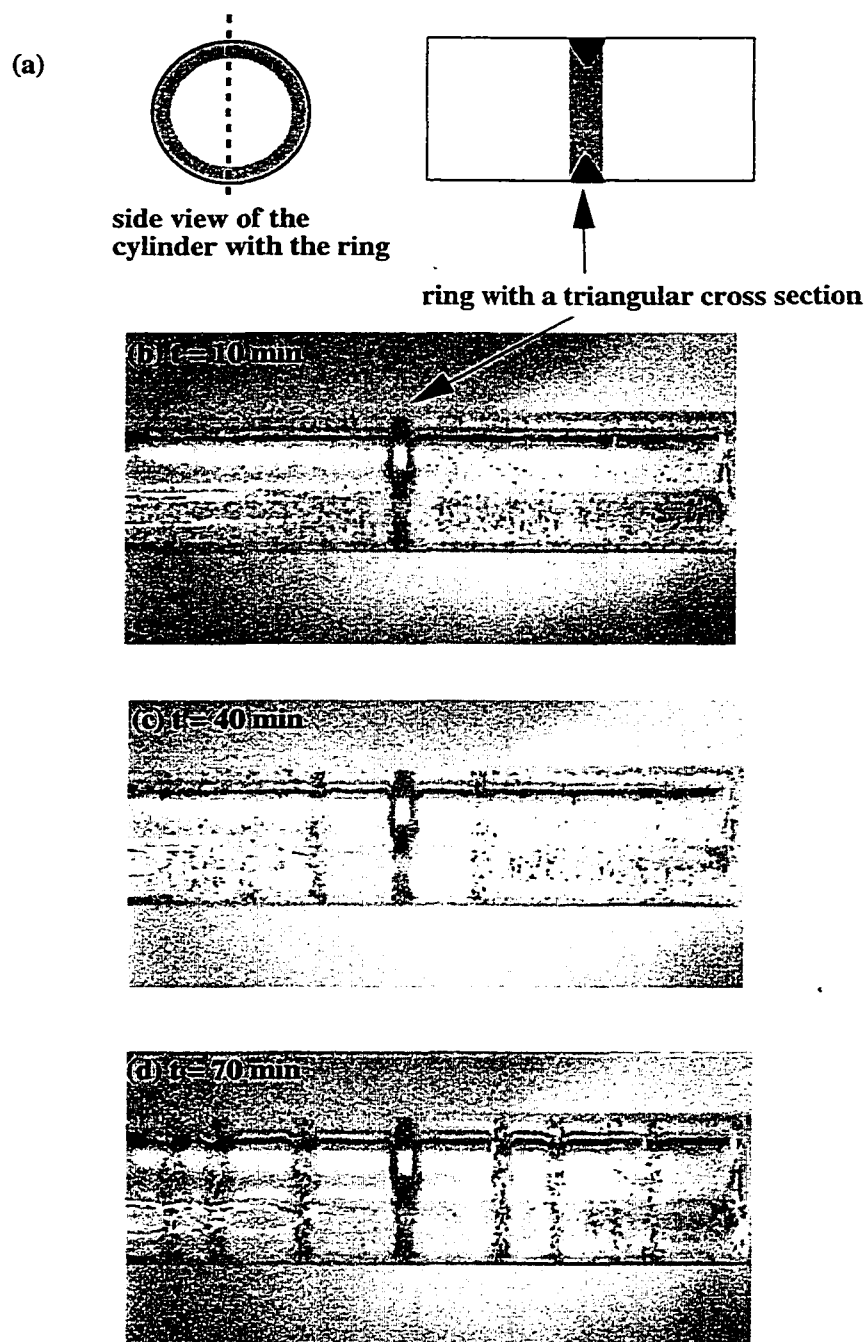 (a)
side view of the
cylinder with the ring
ring with a triangular cross section
(b) t = 10 min
(c) t = 40 min
(d) t = 70 min